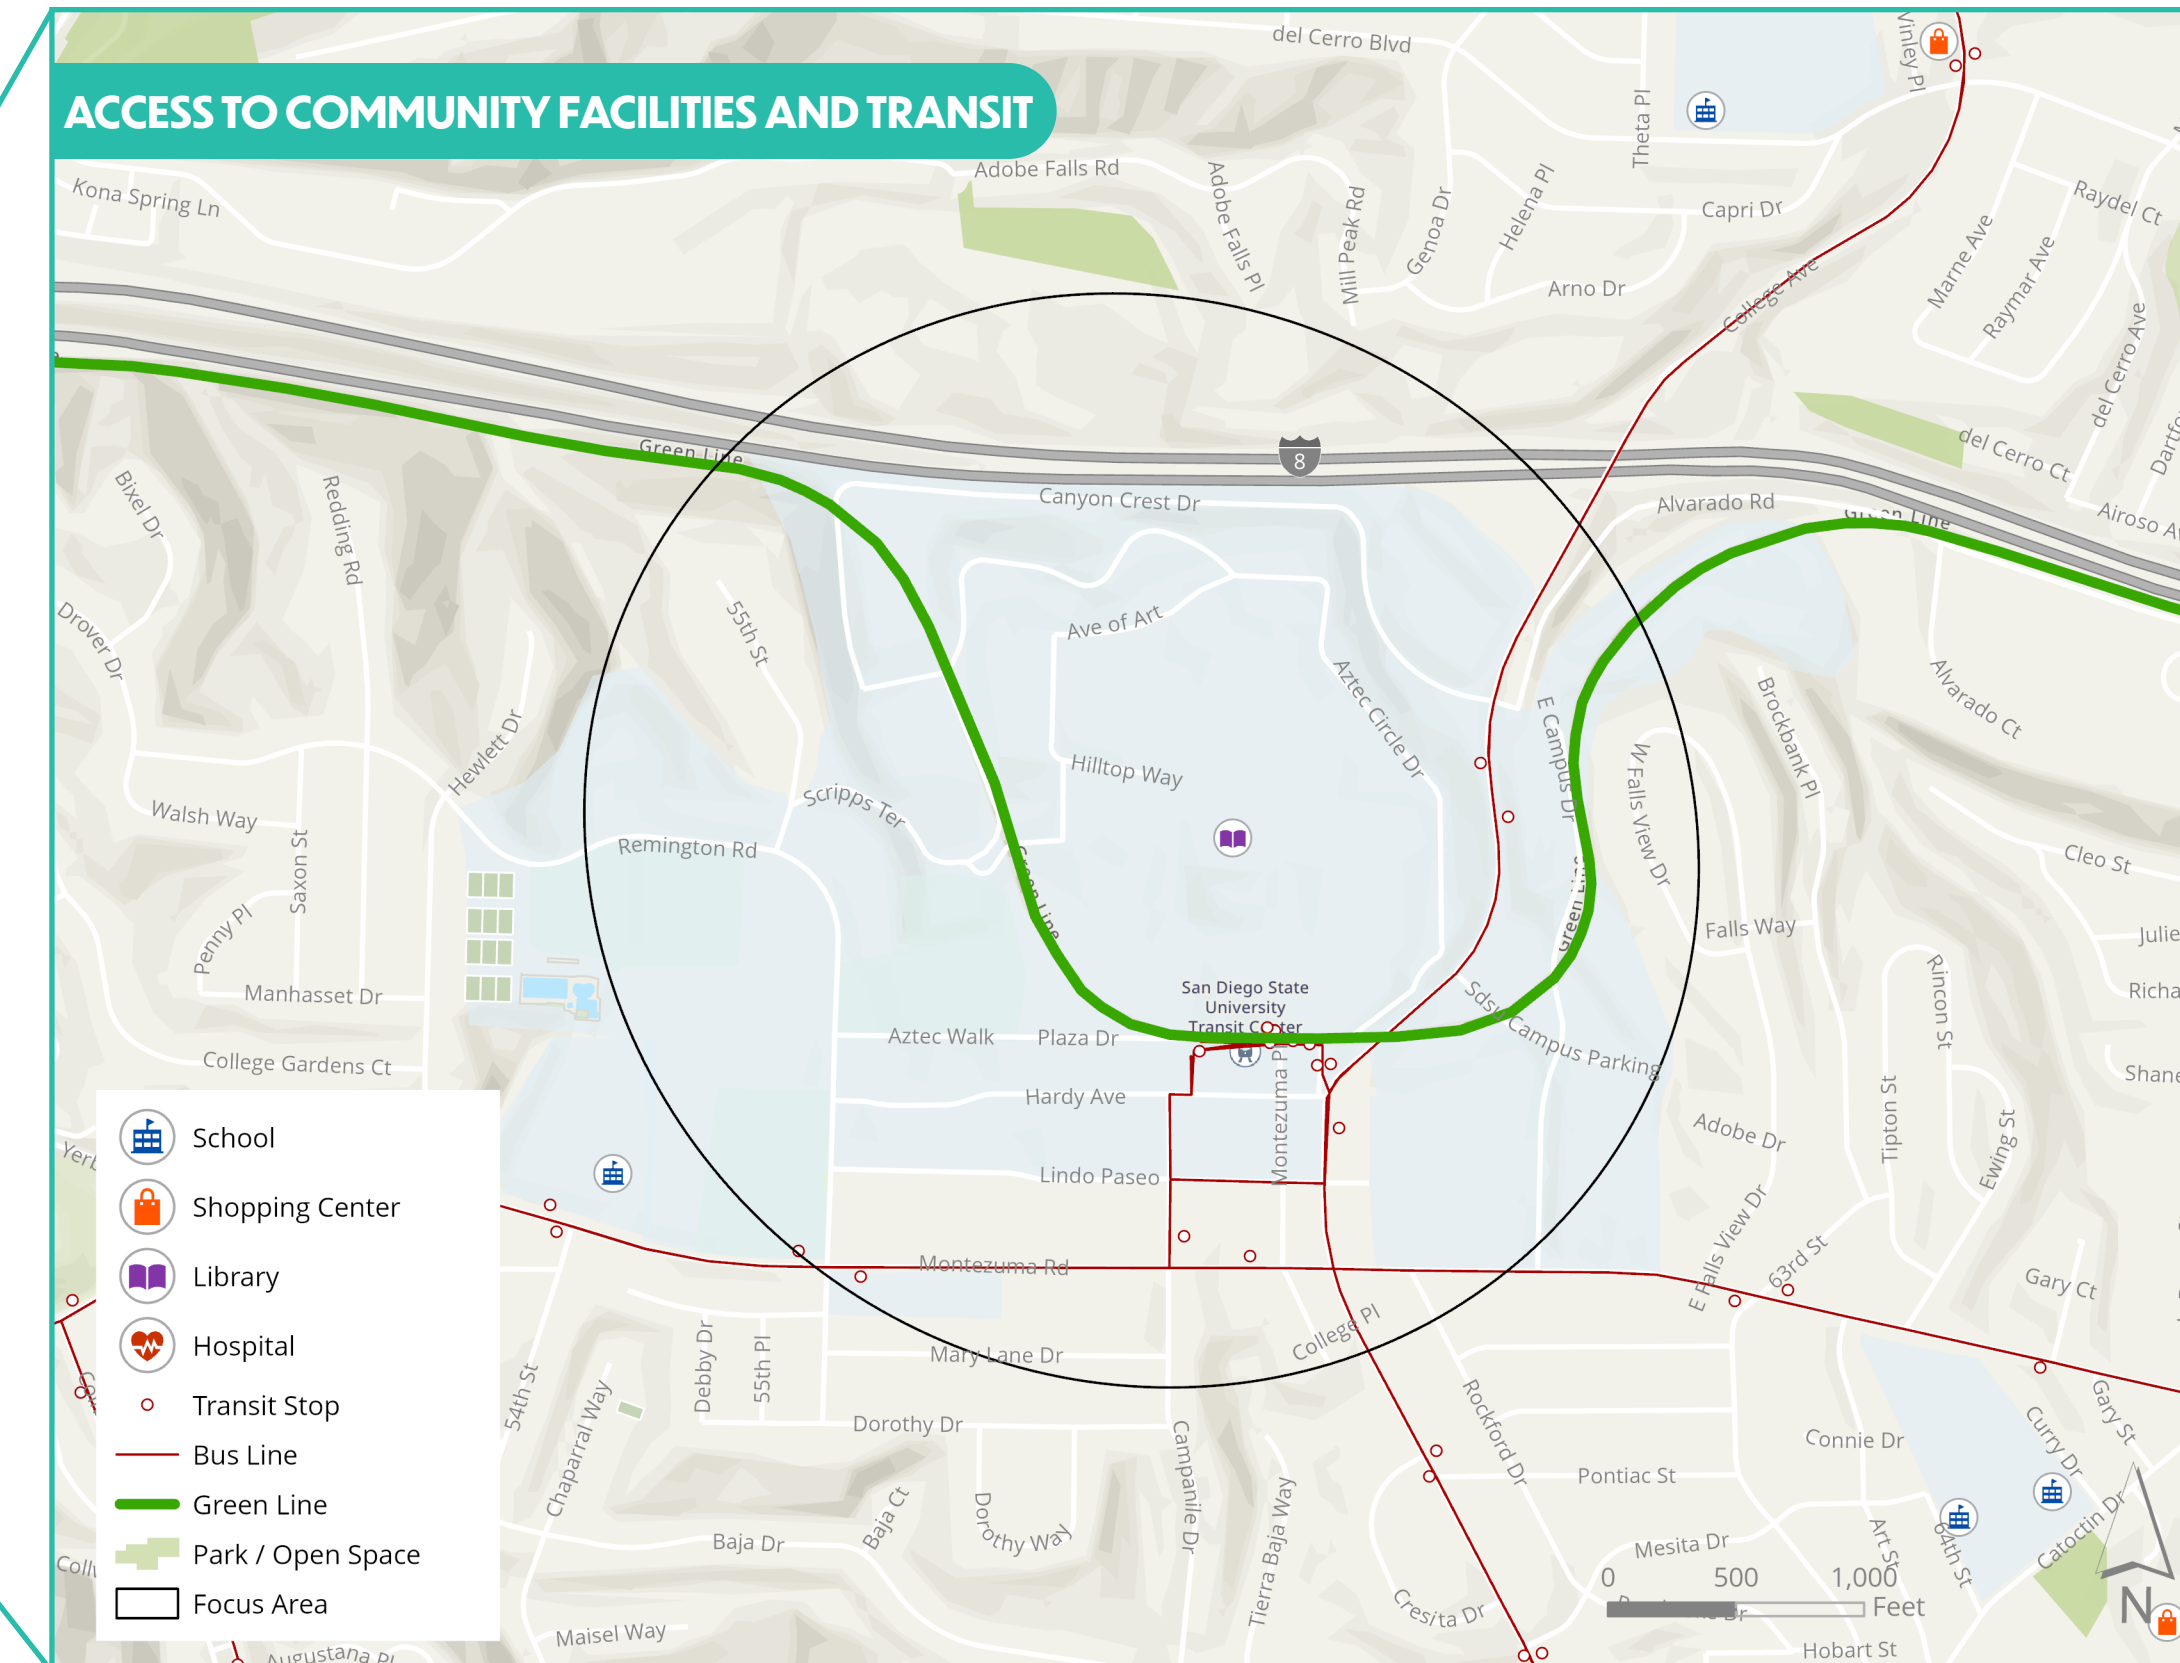 ACCESS TO COMMUNITY FACILITIES AND TRANSIT
del Cerro Blvd
Vinley Pl
Theta Pl
Kona Spring Ln
Adobe Falls Rd
Adobe Falls Pl
Mill Peak Rd
Genoa Dr
Helena Pl
Capri Dr
Arno Dr
College Ave
Marne Ave
Raymar Ave
Raydel Ct
del Cerro Ave
del Cerro Ct
Airoso
Green Line
8
Canyon Crest Dr
Alvarado Rd
Green Line
Bixel Dr
Redding Rd
55th St
Ave of Art
Aztec Circle Dr
E Campus Dr
W Falls View Dr
Brockbank Pl
Alvarado Ct
Drover Dr
Hewlett Dr
Hilltop Way
Scripps Ter
Walsh Way
Saxon St
Remington Rd
Green Line
Green Line
Cleo St
Penny Pl
Falls Way
Julie
Rincon St
Manhasset Dr
San Diego State
University
Transit Center
Richa
Sdsu Campus Parking
Aztec Walk
Plaza Dr
College Gardens Ct
Hardy Ave
Montezuma Pl
Shane
Tipton St
Adobe Dr
Ewing St
Lindo Paseo
E Falls View Dr
63rd St
Montezuma Rd
Gary Ct
College Pl
Mary Lane Dr
Debby Dr
55th Pl
54th St
Chaparral Way
Dorothy Dr
Campanile Dr
Rockford Dr
Gary St
Curry Dr
Connie Dr
Pontiac St
Baja Dr
Baja Ct
Dorothy Way
Tierra Baja Way
Mesita Dr
Art St
64th St
Catoctin Dr
Cresita Dr
Maisel Way
Augustana Pl
Hobart St
School
Shopping Center
Library
Hospital
Transit Stop
Bus Line
Green Line
Park / Open Space
Focus Area
0 500 1,000
Feet
N